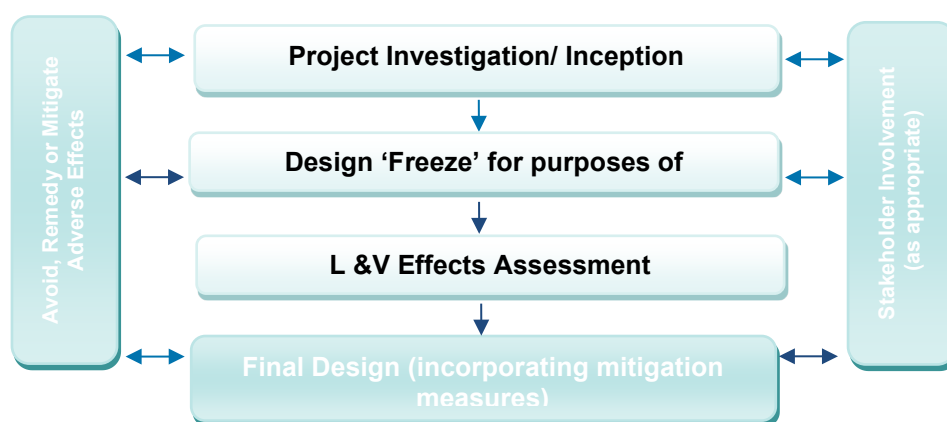 Avoid, Remedy or Mitigate
Adverse Effects
Project Investigation/ Inception
Design ‘Freeze’ for purposes of
L &V Effects Assessment
Final Design (incorporating mitigation
measures)
Stakeholder Involvement
(as appropriate)